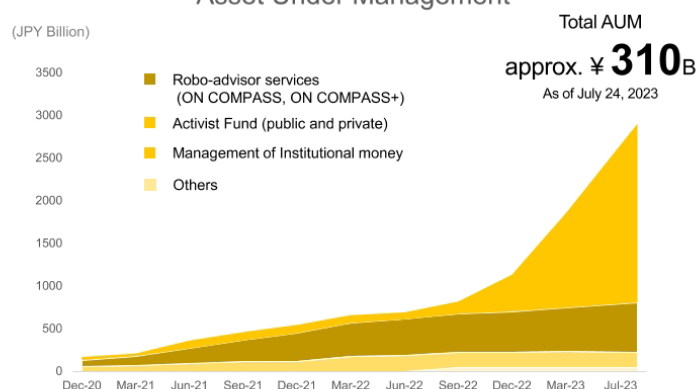 Asset Under Management
(JPY Billion)
Total AUM
approx. ¥ 310B
As of July 24, 2023
Robo-advisor services
(ON COMPASS, ON COMPASS+)
Activist Fund (public and private)
Management of Institutional money
Others
3500
3000
2500
2000
1500
1000
500
0
Dec-20 Mar-21 Jun-21 Sep-21 Dec-21 Mar-22 Jun-22 Sep-22 Dec-22 Mar-23 Jul-23